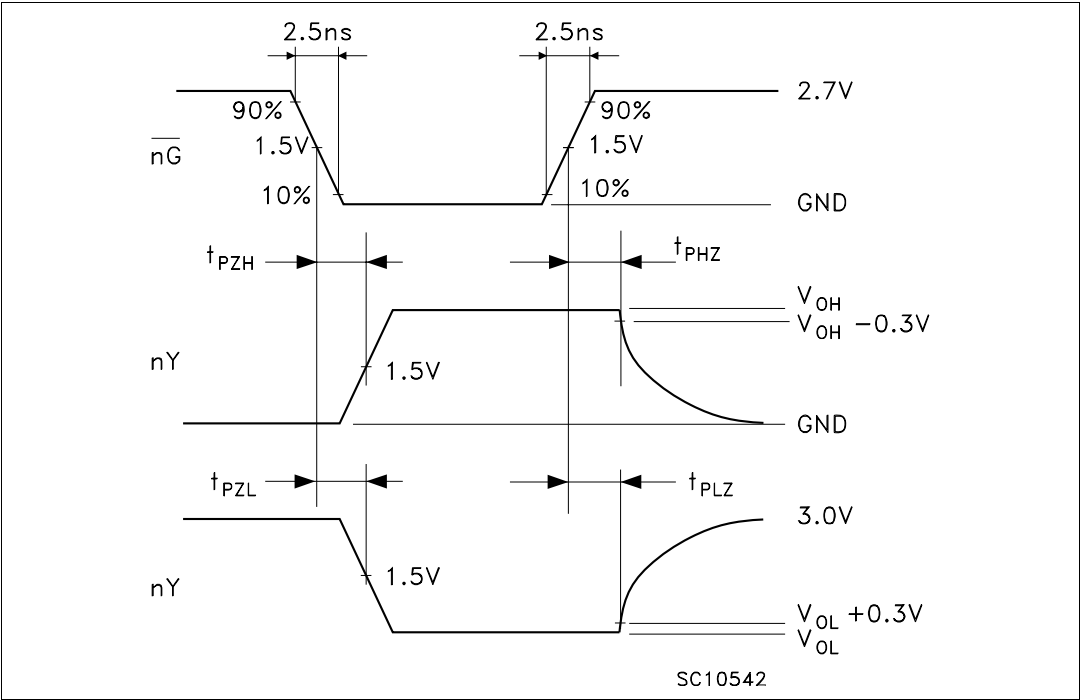 2.5ns 2.5ns
2.7V
90% 90%
n̅G̅ 1.5V 1.5V
10% 10%
GND
tPZH tPHZ
VOH
VOH −0.3V
nY 1.5V
GND
tPZL tPLZ
3.0V
nY 1.5V
VOL +0.3V
VOL
SC10542